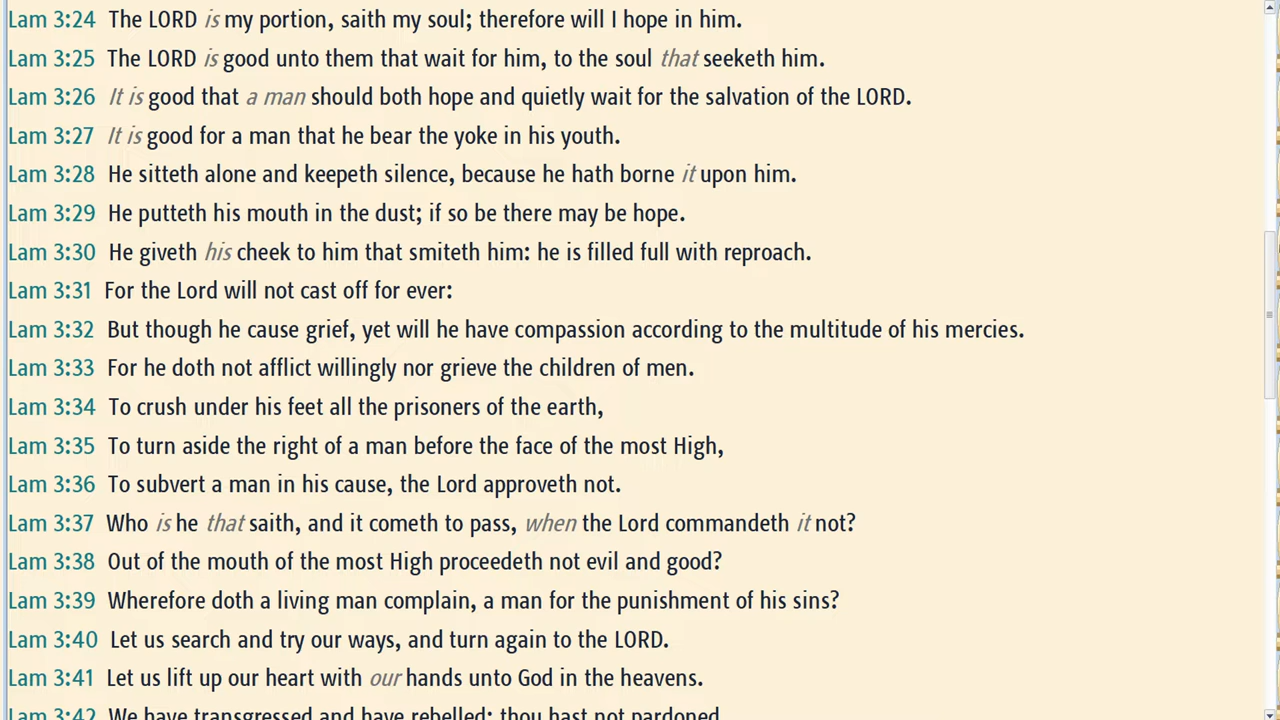 Lam 3:24 The LORD is my portion, saith my soul; therefore will I hope in him.
Lam 3:25 The LORD is good unto them that wait for him, to the soul that seeketh him.
Lam 3:26 It is good that a man should both hope and quietly wait for the salvation of the LORD.
Lam 3:27 It is good for a man that he bear the yoke in his youth.
Lam 3:28 He sitteth alone and keepeth silence, because he hath borne it upon him.
Lam 3:29 He putteth his mouth in the dust; if so be there may be hope.
Lam 3:30 He giveth his cheek to him that smiteth him: he is filled full with reproach.
Lam 3:31 For the Lord will not cast off for ever:
Lam 3:32 But though he cause grief, yet will he have compassion according to the multitude of his mercies.
Lam 3:33 For he doth not afflict willingly nor grieve the children of men.
Lam 3:34 To crush under his feet all the prisoners of the earth,
Lam 3:35 To turn aside the right of a man before the face of the most High,
Lam 3:36 To subvert a man in his cause, the Lord approveth not.
Lam 3:37 Who is he that saith, and it cometh to pass, when the Lord commandeth it not?
Lam 3:38 Out of the mouth of the most High proceedeth not evil and good?
Lam 3:39 Wherefore doth a living man complain, a man for the punishment of his sins?
Lam 3:40 Let us search and try our ways, and turn again to the LORD.
Lam 3:41 Let us lift up our heart with our hands unto God in the heavens.
Lam 3:42 We have transgressed and have rebelled: thou hast not pardoned.